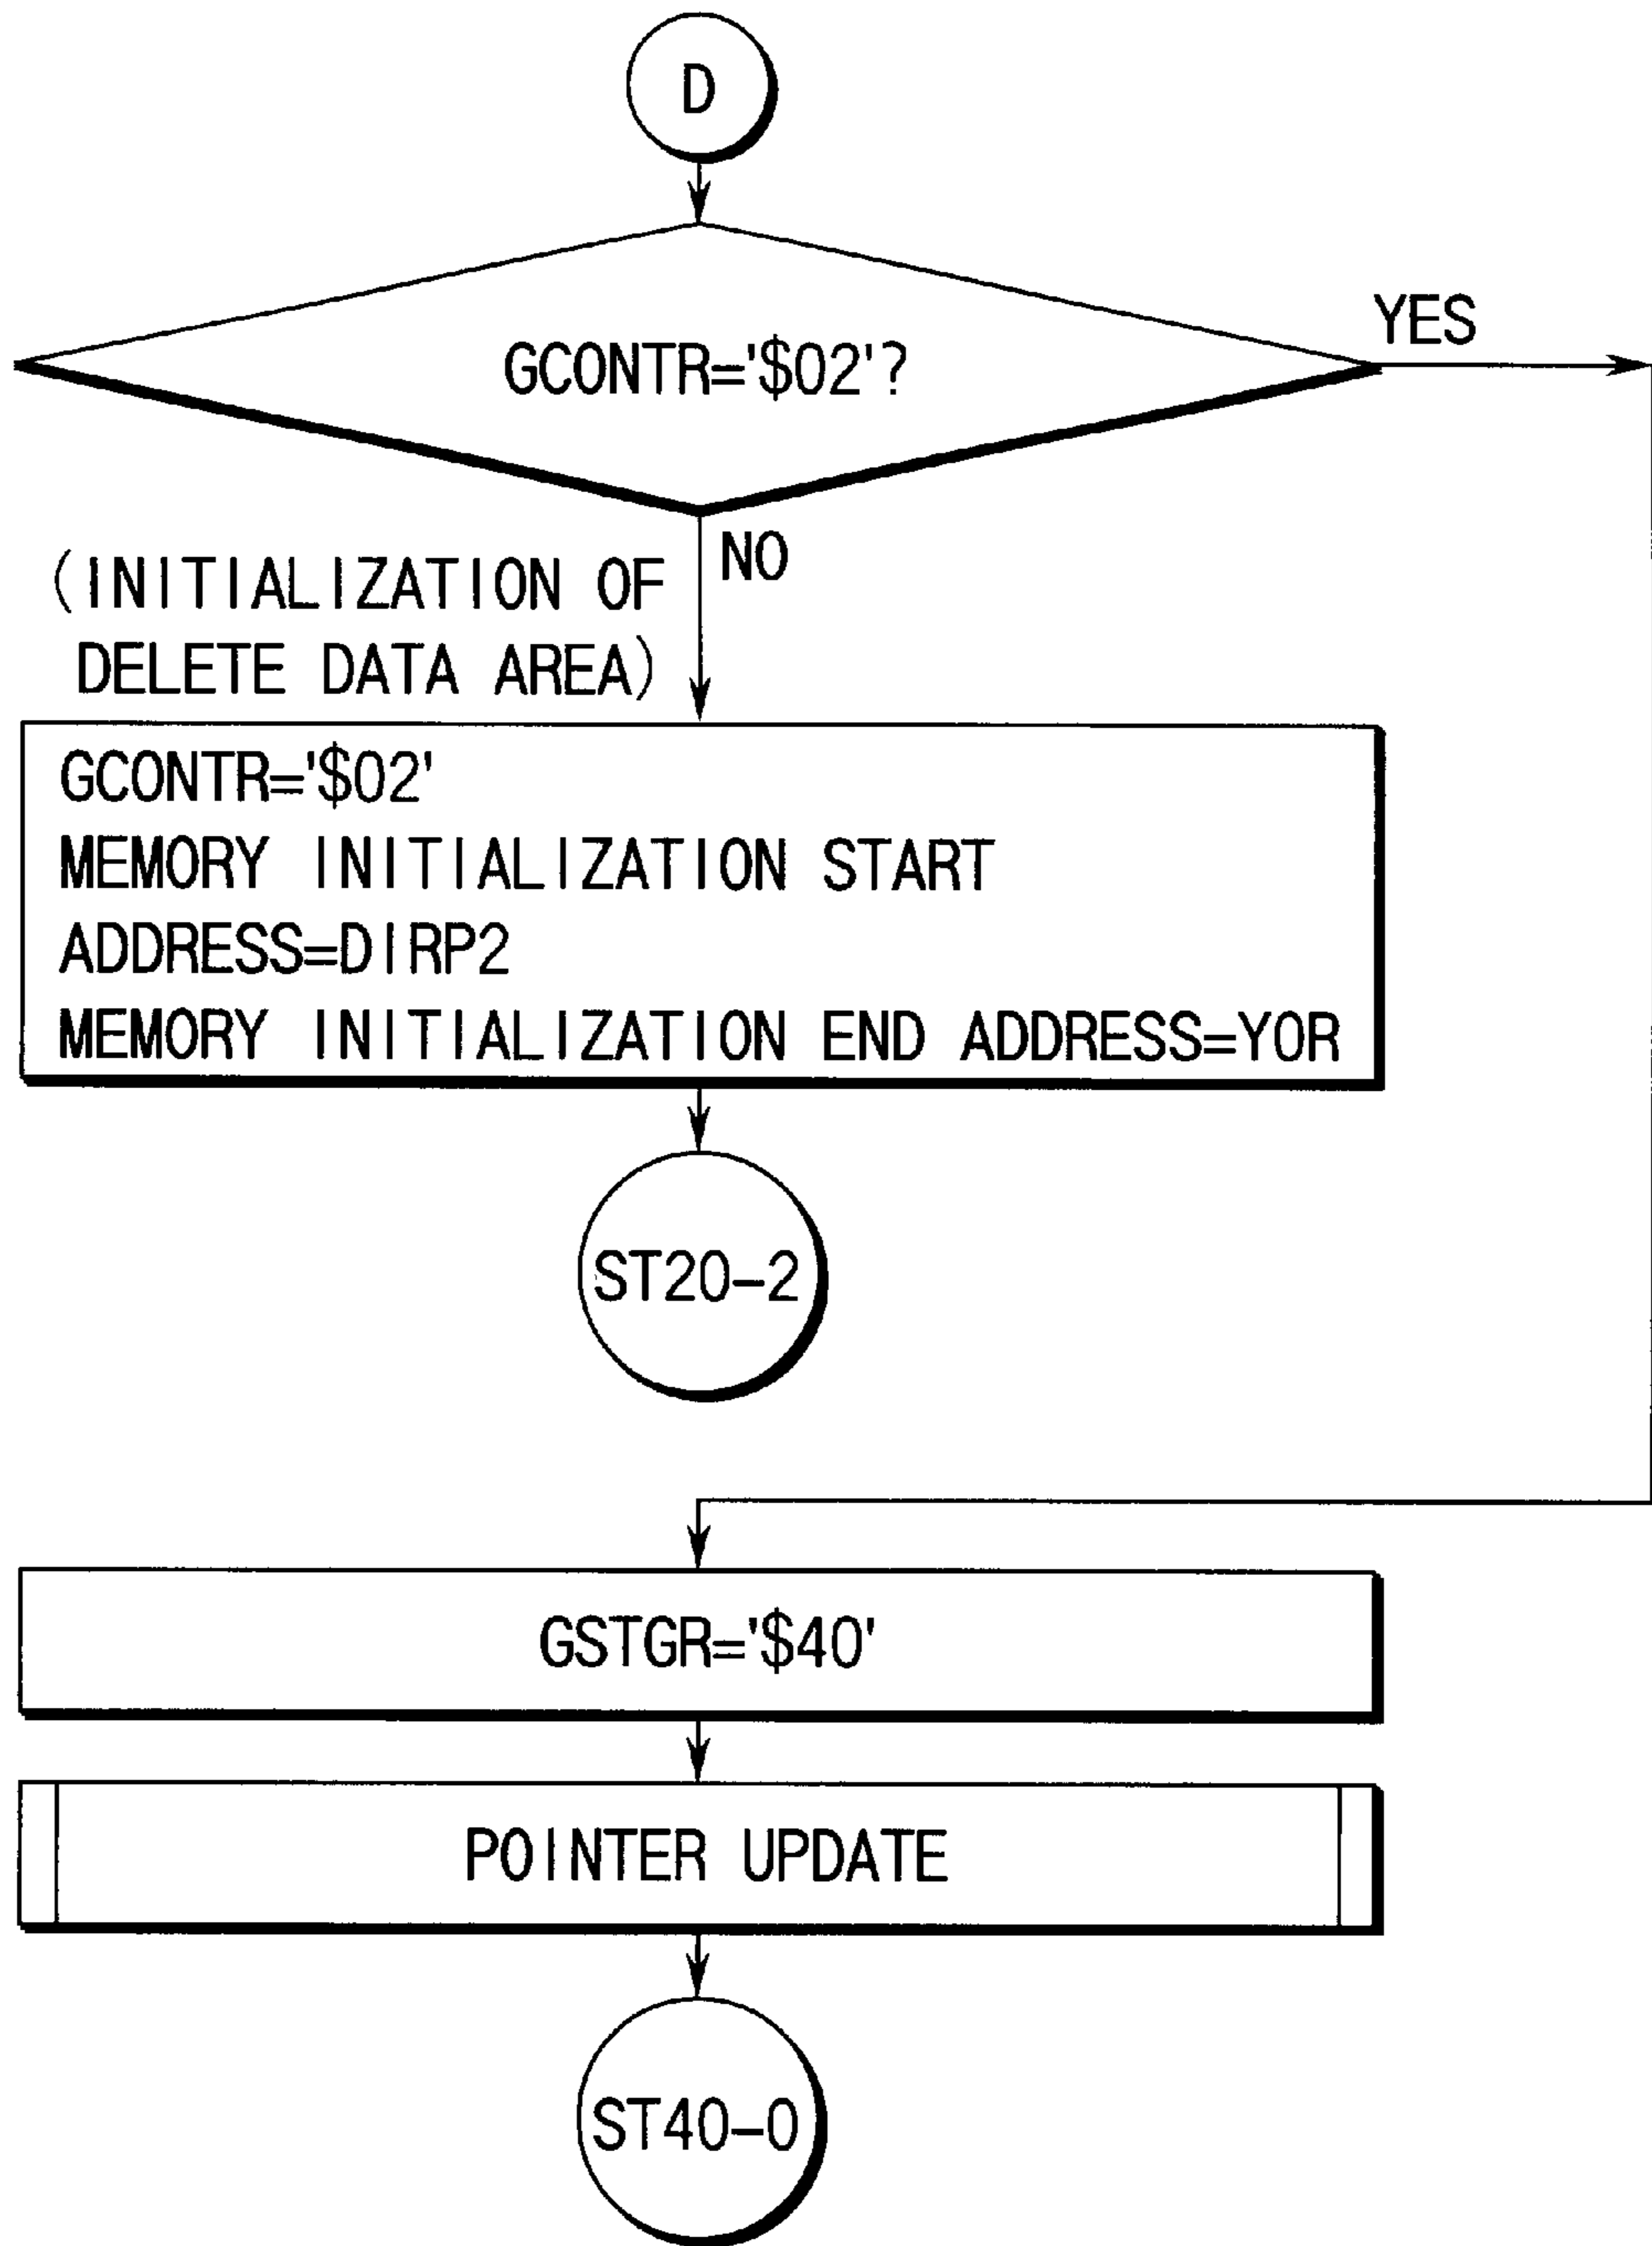 D
GCONTR='$02'?
YES
NO
(INITIALIZATION OF
DELETE DATA AREA)
GCONTR='$02'
MEMORY INITIALIZATION START
ADDRESS=DIRP2
MEMORY INITIALIZATION END ADDRESS=YOR
ST20-2
GSTGR='$40'
POINTER UPDATE
ST40-0